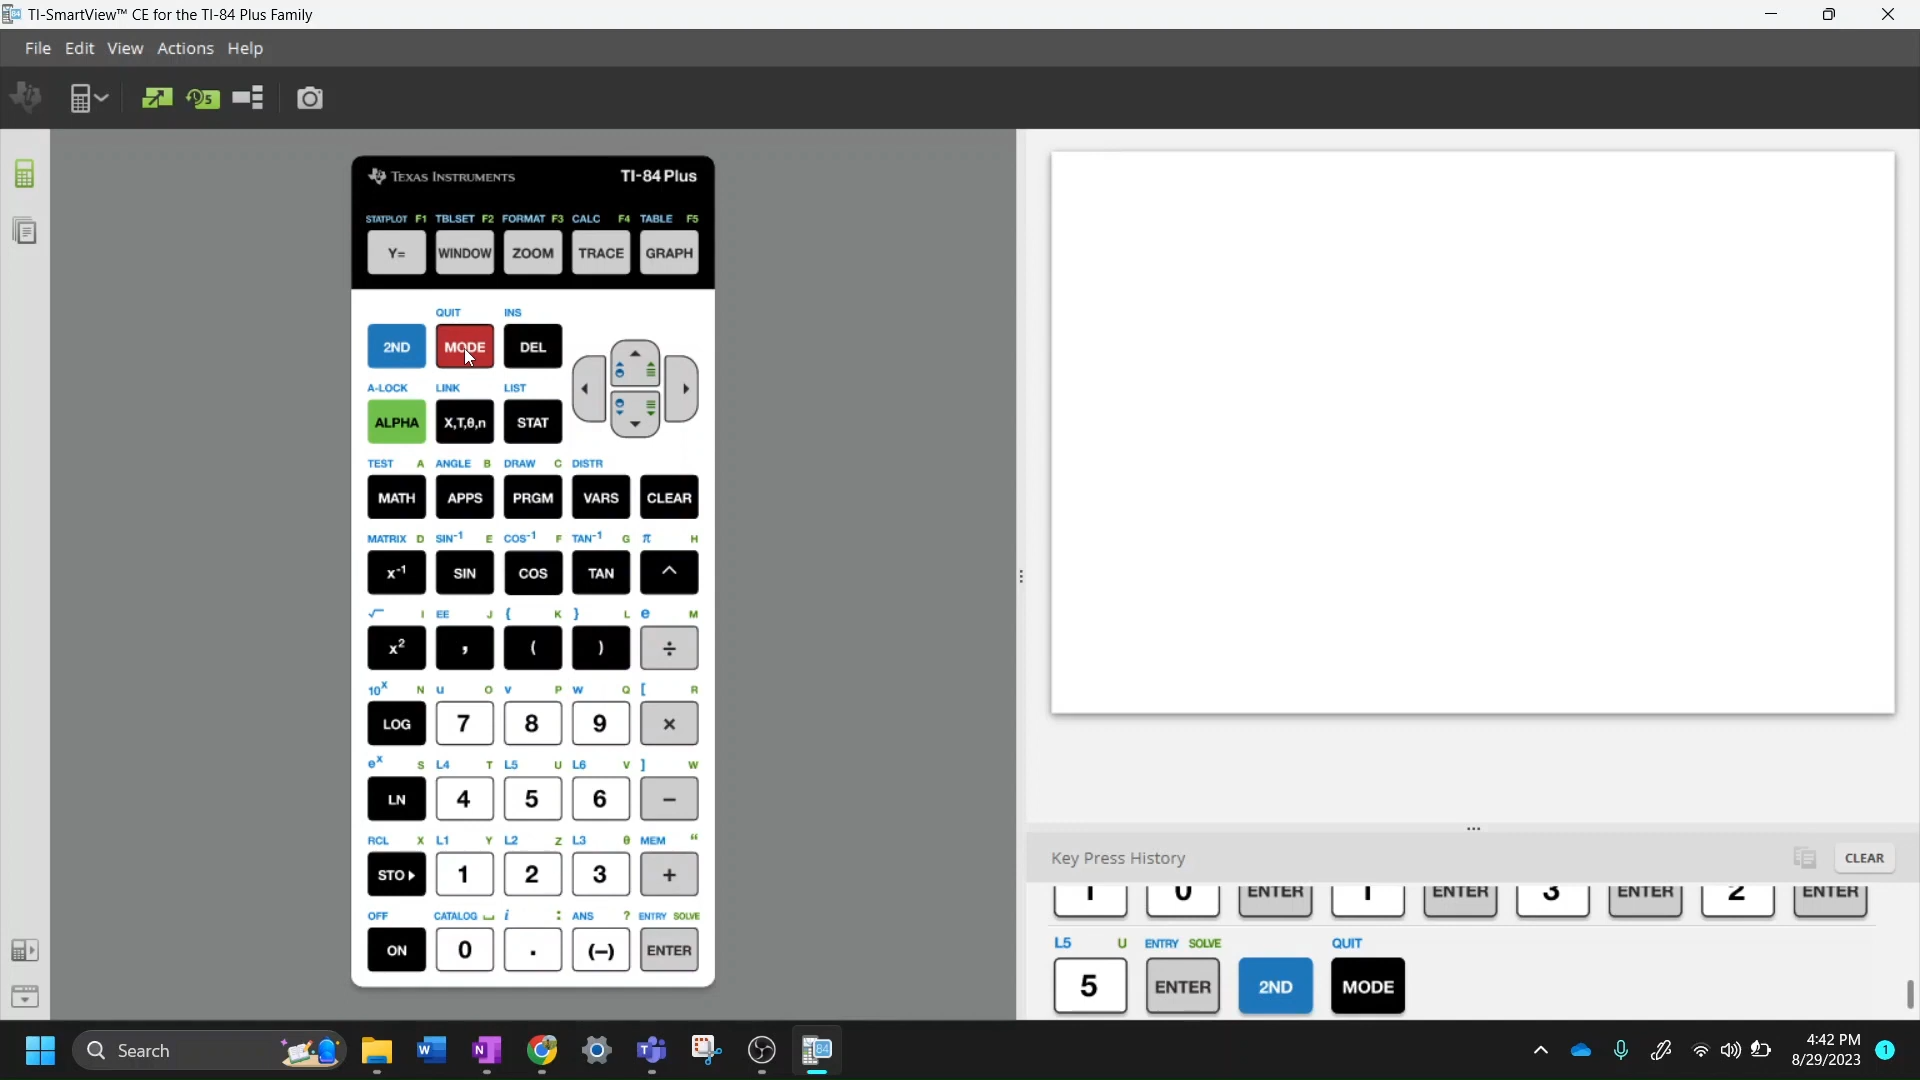 TI-SmartView™ CE for the TI-84 Plus Family
File Edit View Actions Help
TEXAS INSTRUMENTS TI-84 Plus
STATPLOT F1 TBLSET F2 FORMAT F3 CALC F4 TABLE F5
Y= WINDOW ZOOM TRACE GRAPH
QUIT INS
2ND MODE DEL
A-LOCK LINK LIST
ALPHA X,T,θ,n STAT
TEST A ANGLE B DRAW C DISTR
MATH APPS PRGM VARS CLEAR
MATRIX D SIN⁻¹ E COS⁻¹ F TAN⁻¹ G π H
x⁻¹ SIN COS TAN ^
√ I EE J { K } L e M
x² , ( ) ÷
10ˣ N u O v P w Q [ R
LOG 7 8 9 ×
eˣ S L4 T L5 U L6 V ] W
LN 4 5 6 −
RCL X L1 Y L2 Z L3 θ MEM “
STO▸ 1 2 3 +
OFF CATALOG ⎵ i : ANS ? ENTRY SOLVE
ON 0 . (−) ENTER
Key Press History CLEAR
1 0 ENTER 1 ENTER 3 ENTER 2 ENTER
L5 U ENTRY SOLVE QUIT
5 ENTER 2ND MODE
Search
84
4:42 PM
8/29/2023
1